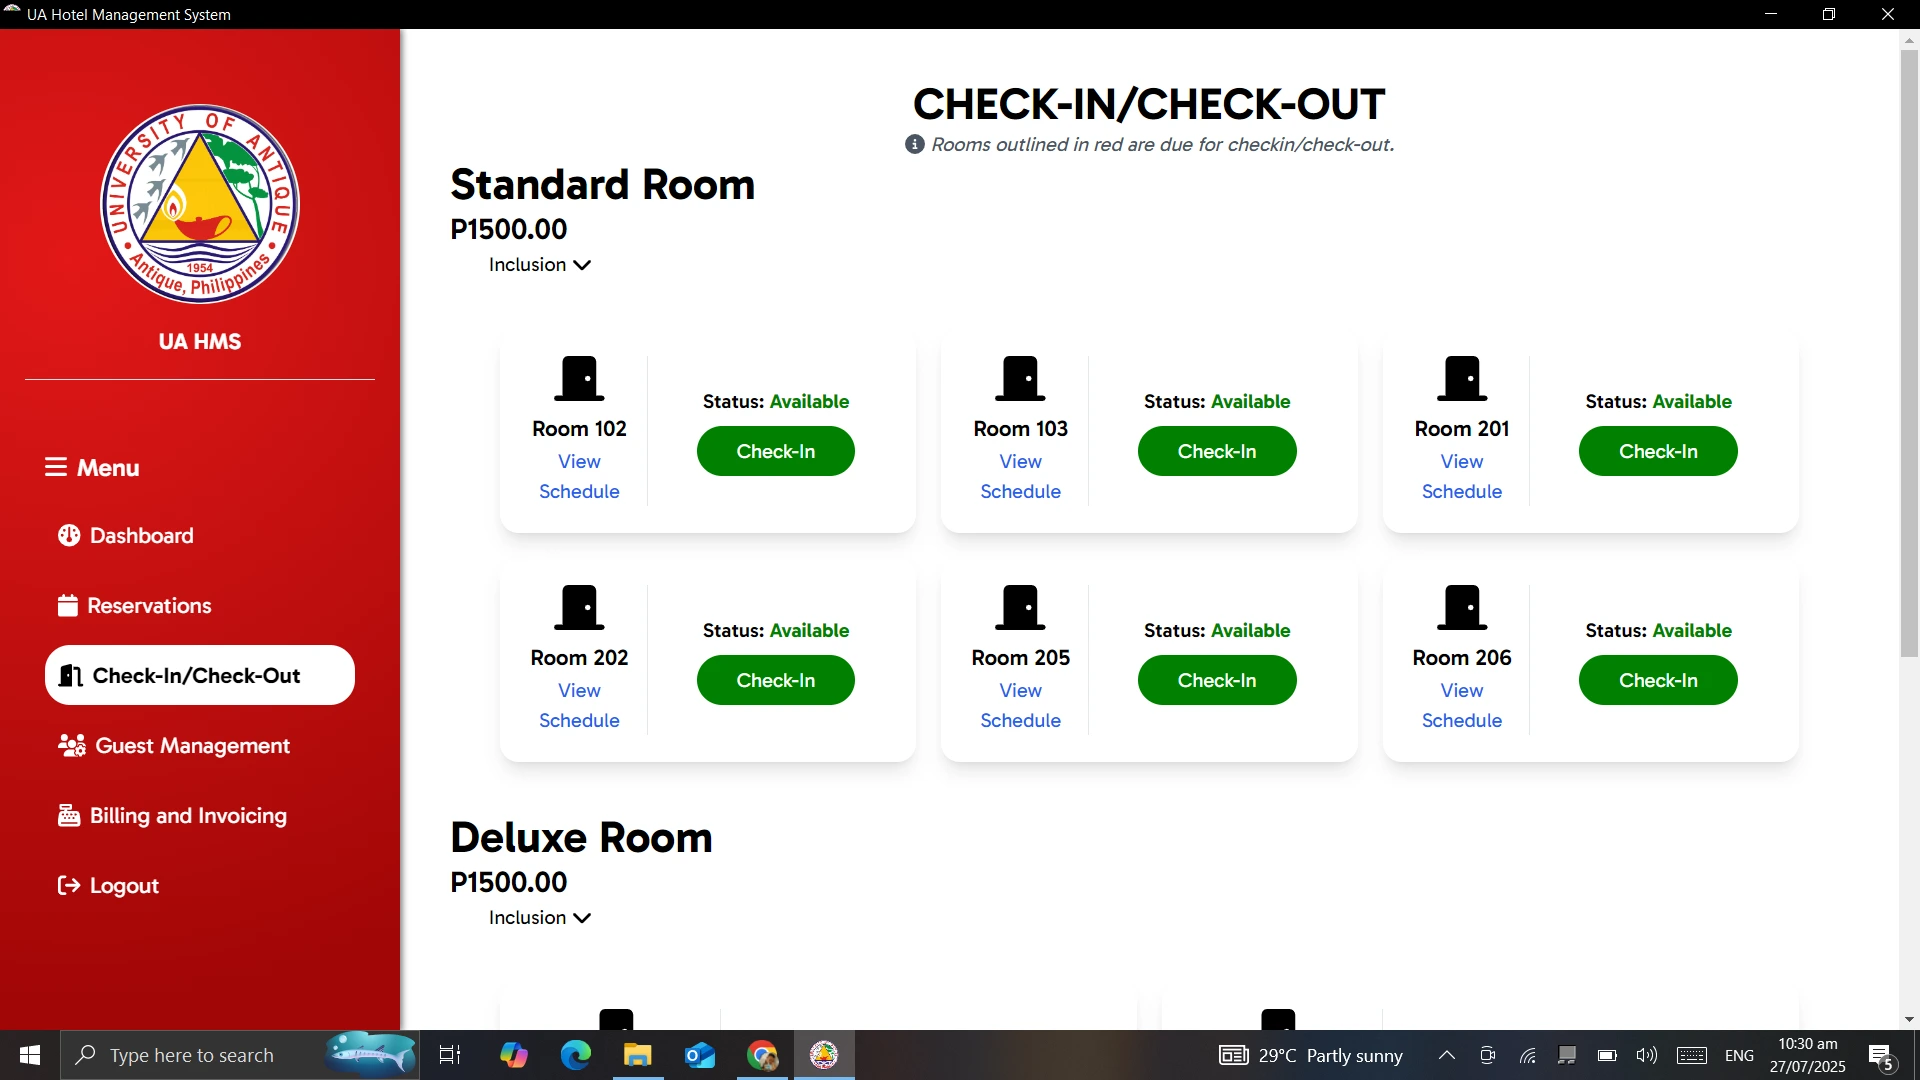 UA Hotel Management System
UNIVERSITY OF ANTIQUE
1954
Antique, Philippines
UA HMS
Menu
Dashboard
Reservations
Check-In/Check-Out
Guest Management
Billing and Invoicing
Logout
CHECK-IN/CHECK-OUT
Rooms outlined in red are due for checkin/check-out.
Standard Room
P1500.00
Inclusion
Room 102
View
Schedule
Status: Available
Check-In
Room 103
View
Schedule
Status: Available
Check-In
Room 201
View
Schedule
Status: Available
Check-In
Room 202
View
Schedule
Status: Available
Check-In
Room 205
View
Schedule
Status: Available
Check-In
Room 206
View
Schedule
Status: Available
Check-In
Deluxe Room
P1500.00
Inclusion
Type here to search
29°C Partly sunny
ENG
10:30 am
27/07/2025
5